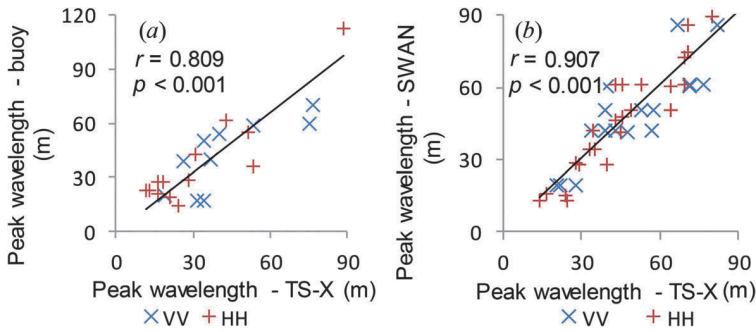 (a)
r = 0.809
p < 0.001
Peak wavelength - buoy
(m)
120
90
60
30
0
0 30 60 90
Peak wavelength - TS-X (m)
VV HH
(b)
r = 0.907
p < 0.001
Peak wavelength - SWAN
(m)
90
60
30
0
0 30 60 90
Peak wavelength - TS-X (m)
VV HH